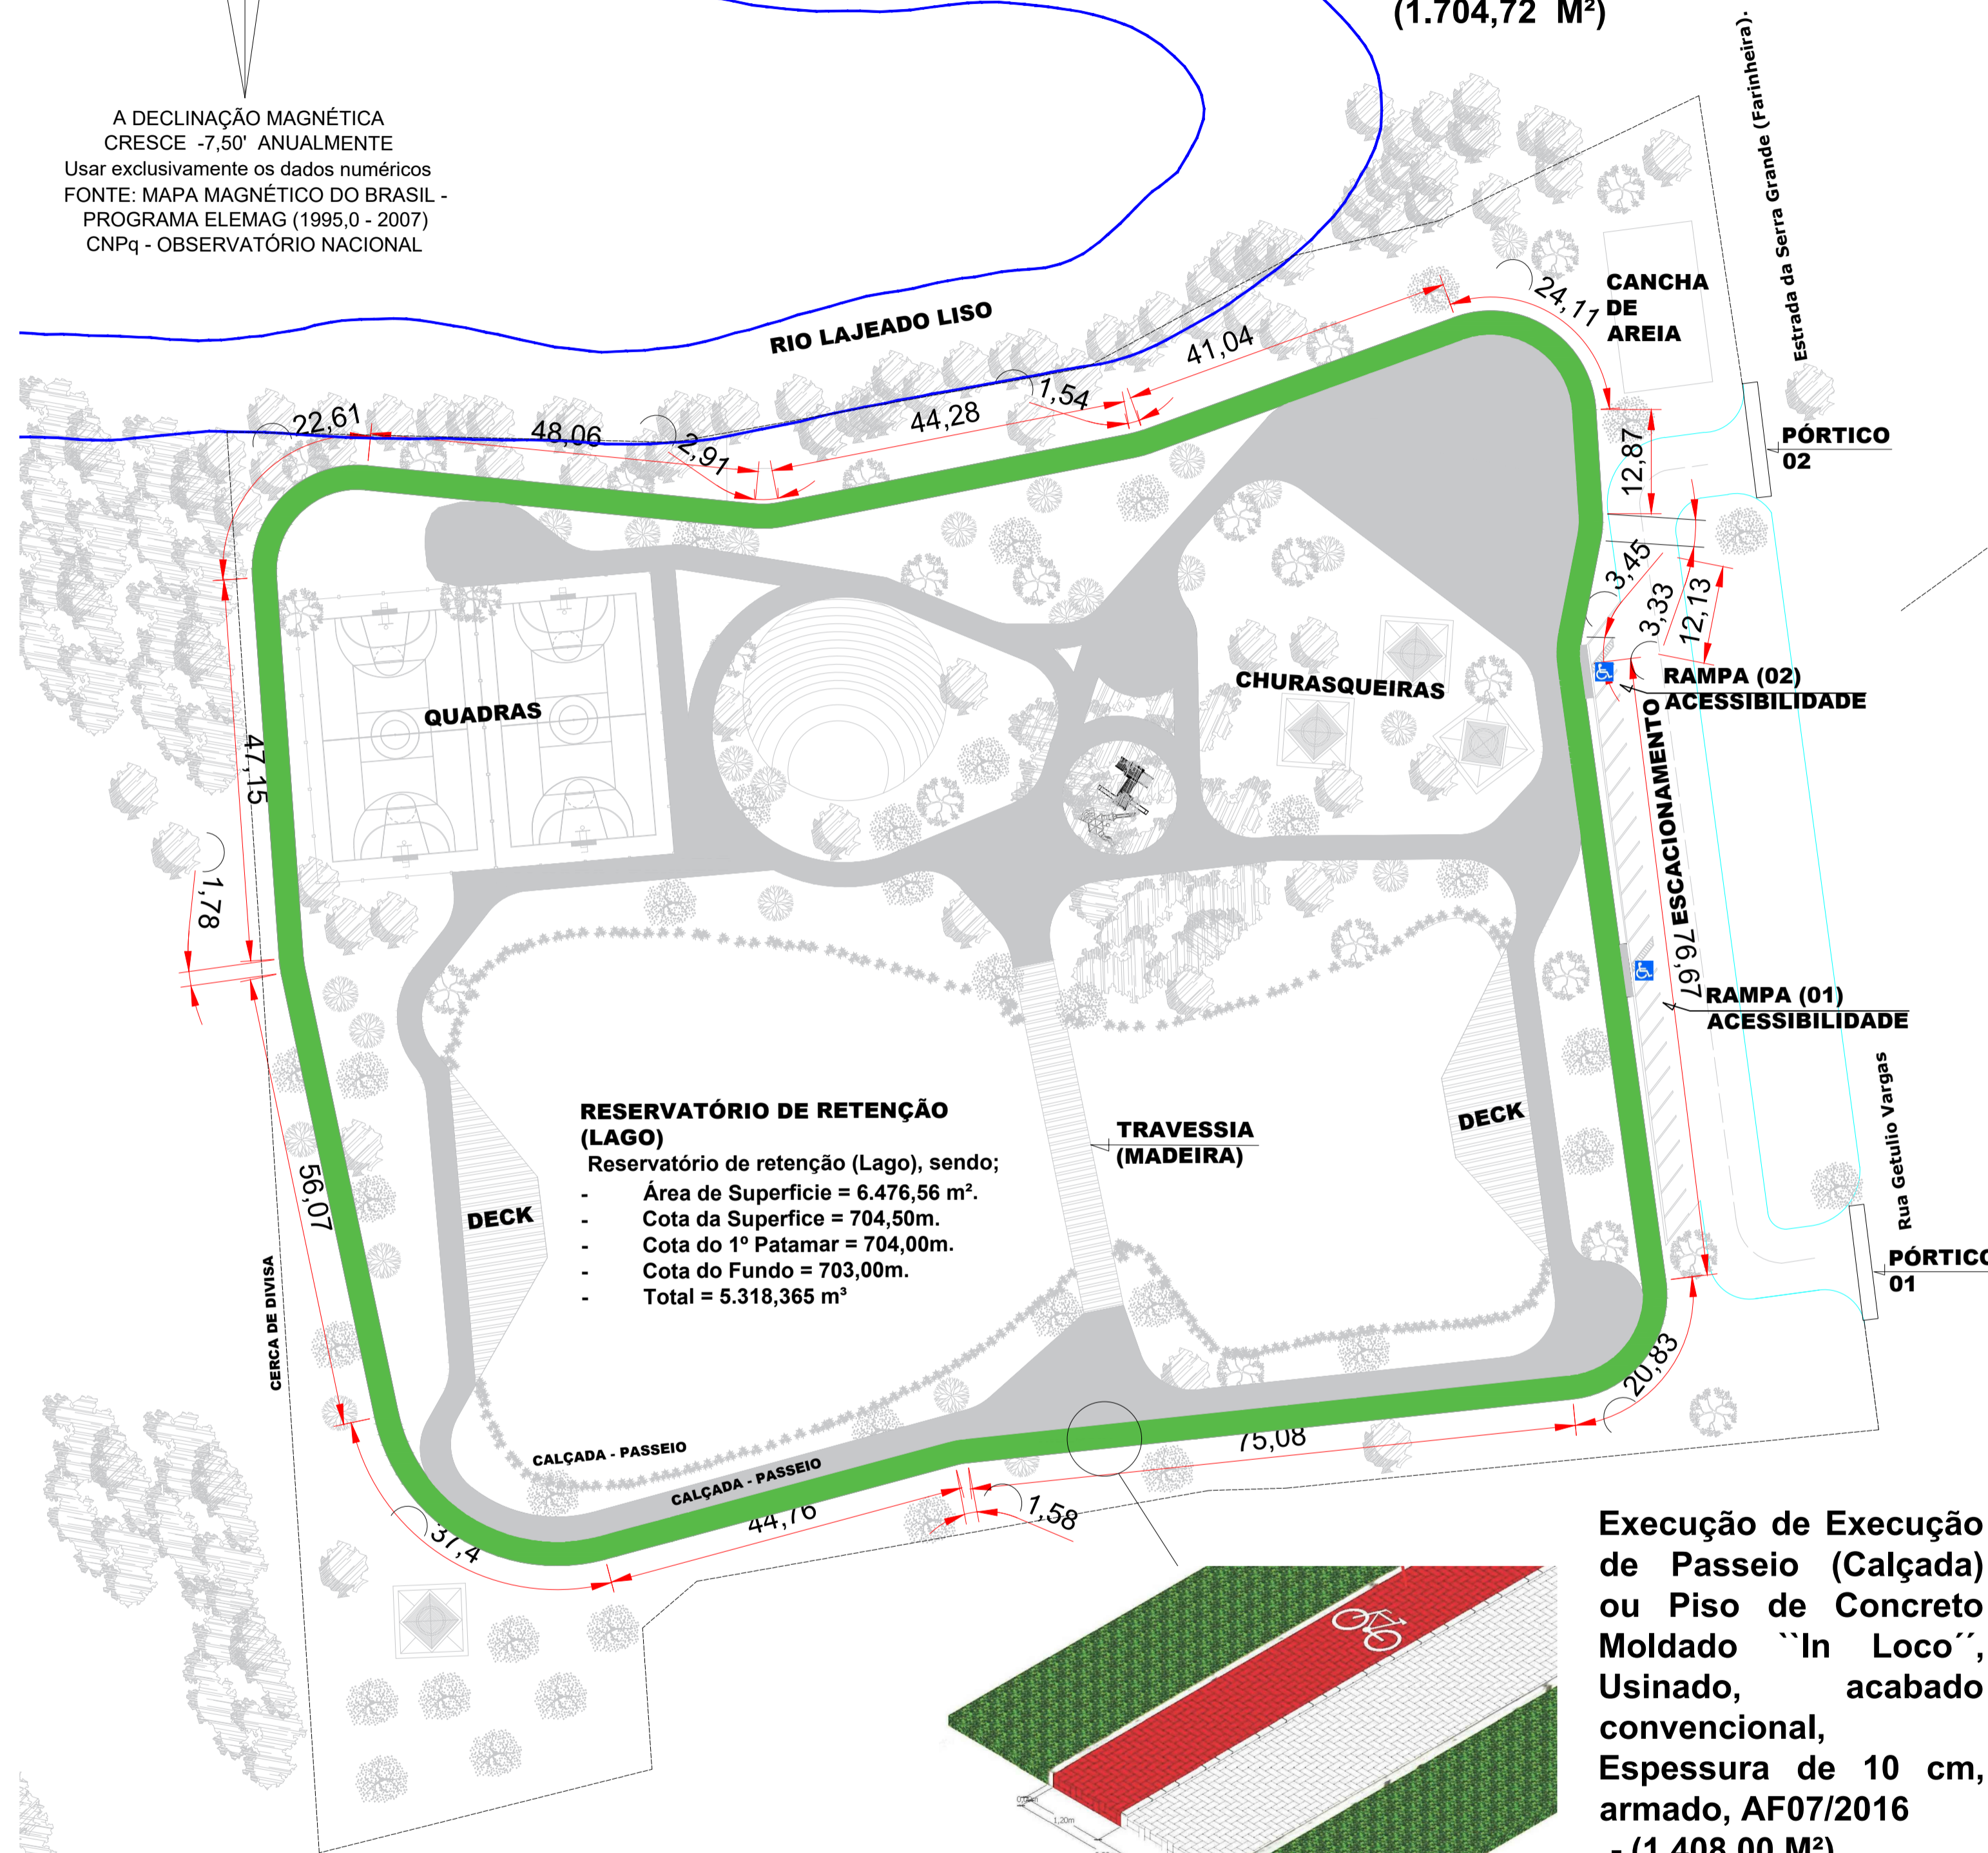 (1.704,72 M²)
A DECLINAÇÃO MAGNÉTICA
CRESCE -7,50' ANUALMENTE
Usar exclusivamente os dados numéricos
FONTE: MAPA MAGNÉTICO DO BRASIL -
PROGRAMA ELEMAG (1995,0 - 2007)
CNPq - OBSERVATÓRIO NACIONAL
Estrada da Serra Grande (Farinheira).
RIO LAJEADO LISO
CANCHA
DE
AREIA
24,11
41,04
1,54
44,28
2,91
48,06
22,61
12,87
PÓRTICO
02
3,45
3,33
12,13
RAMPA (02)
ACESSIBILIDADE
CHURASQUEIRAS
QUADRAS
47,15
1,78
ESCACIONAMENTO
76,67
RAMPA (01)
ACESSIBILIDADE
RESERVATÓRIO DE RETENÇÃO
(LAGO)
Reservatório de retenção (Lago), sendo;
- Área de Superficie = 6.476,56 m².
- Cota da Superfice = 704,50m.
- Cota do 1º Patamar = 704,00m.
- Cota do Fundo = 703,00m.
- Total = 5.318,365 m³
TRAVESSIA
(MADEIRA)
DECK
DECK
56,07
CERCA DE DIVISA
Rua Getulio Vargas
PÓRTICO
01
20,83
75,08
CALÇADA - PASSEIO
CALÇADA - PASSEIO
44,76
1,58
37,4
1,20m
Execução de Execução
de Passeio (Calçada)
ou Piso de Concreto
Moldado ``In Loco´´,
Usinado, acabado
convencional,
Espessura de 10 cm,
armado, AF07/2016
- (1.408,00 M²)